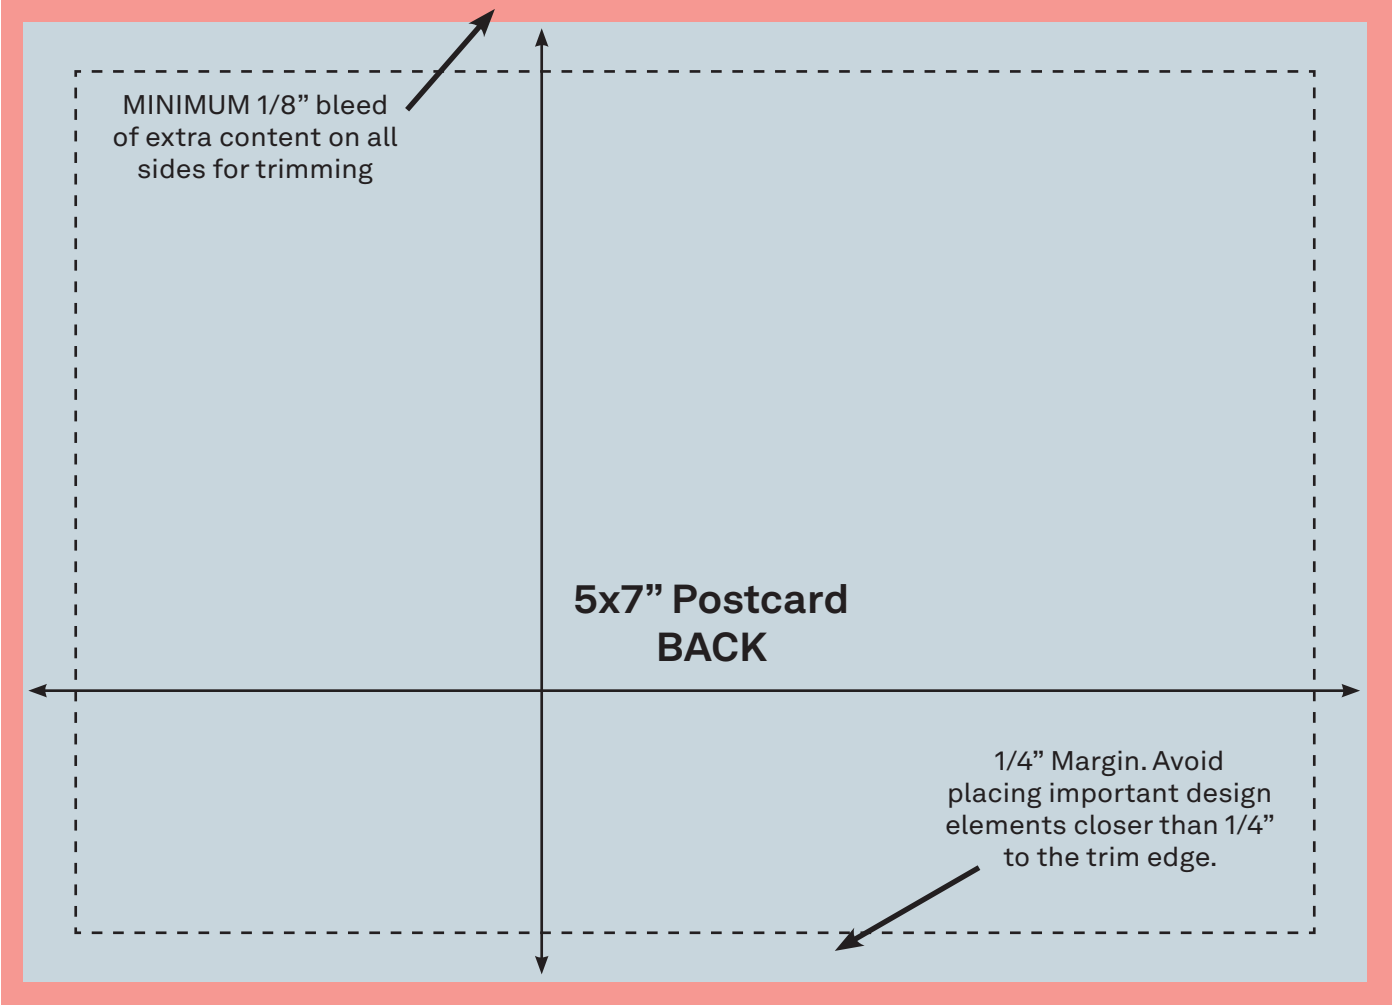 MINIMUM 1/8” bleed
of extra content on all
sides for trimming
5x7” Postcard
BACK
1/4” Margin. Avoid
placing important design
elements closer than 1/4”
to the trim edge.